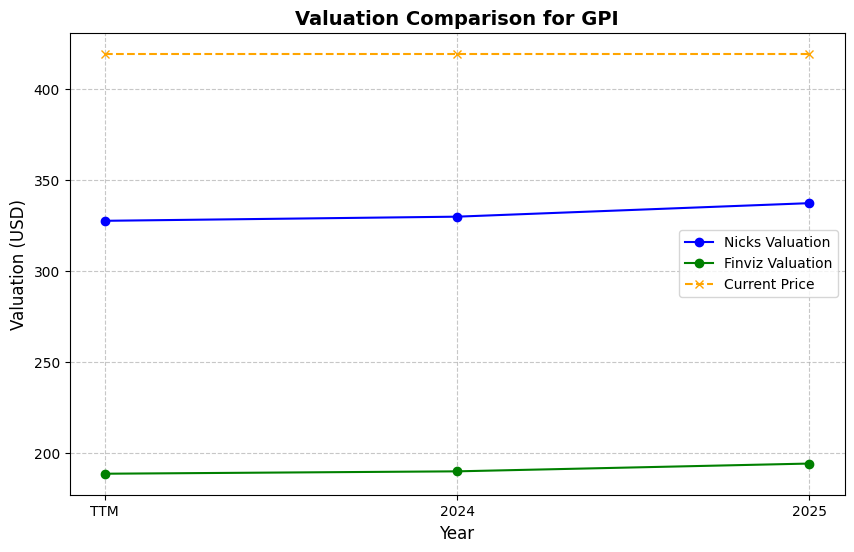 Valuation Comparison for GPI
Valuation (USD)
400
350
300
250
200
Nicks Valuation
Finviz Valuation
Current Price
TTM
2024
2025
Year